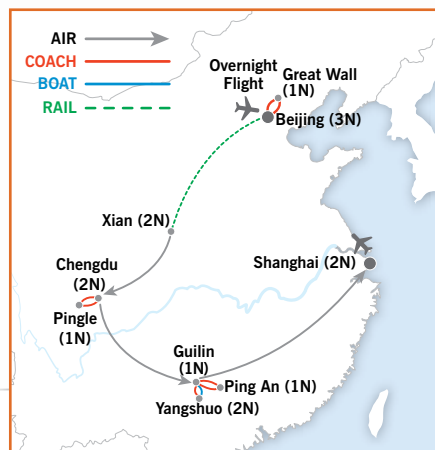 AIR
COACH
BOAT
RAIL
Overnight
Flight
Great Wall
(1N)
Beijing (3N)
Xian (2N)
Shanghai (2N)
Chengdu
(2N)
Pingle
(1N)
Guilin
(1N)
Ping An (1N)
Yangshuo (2N)